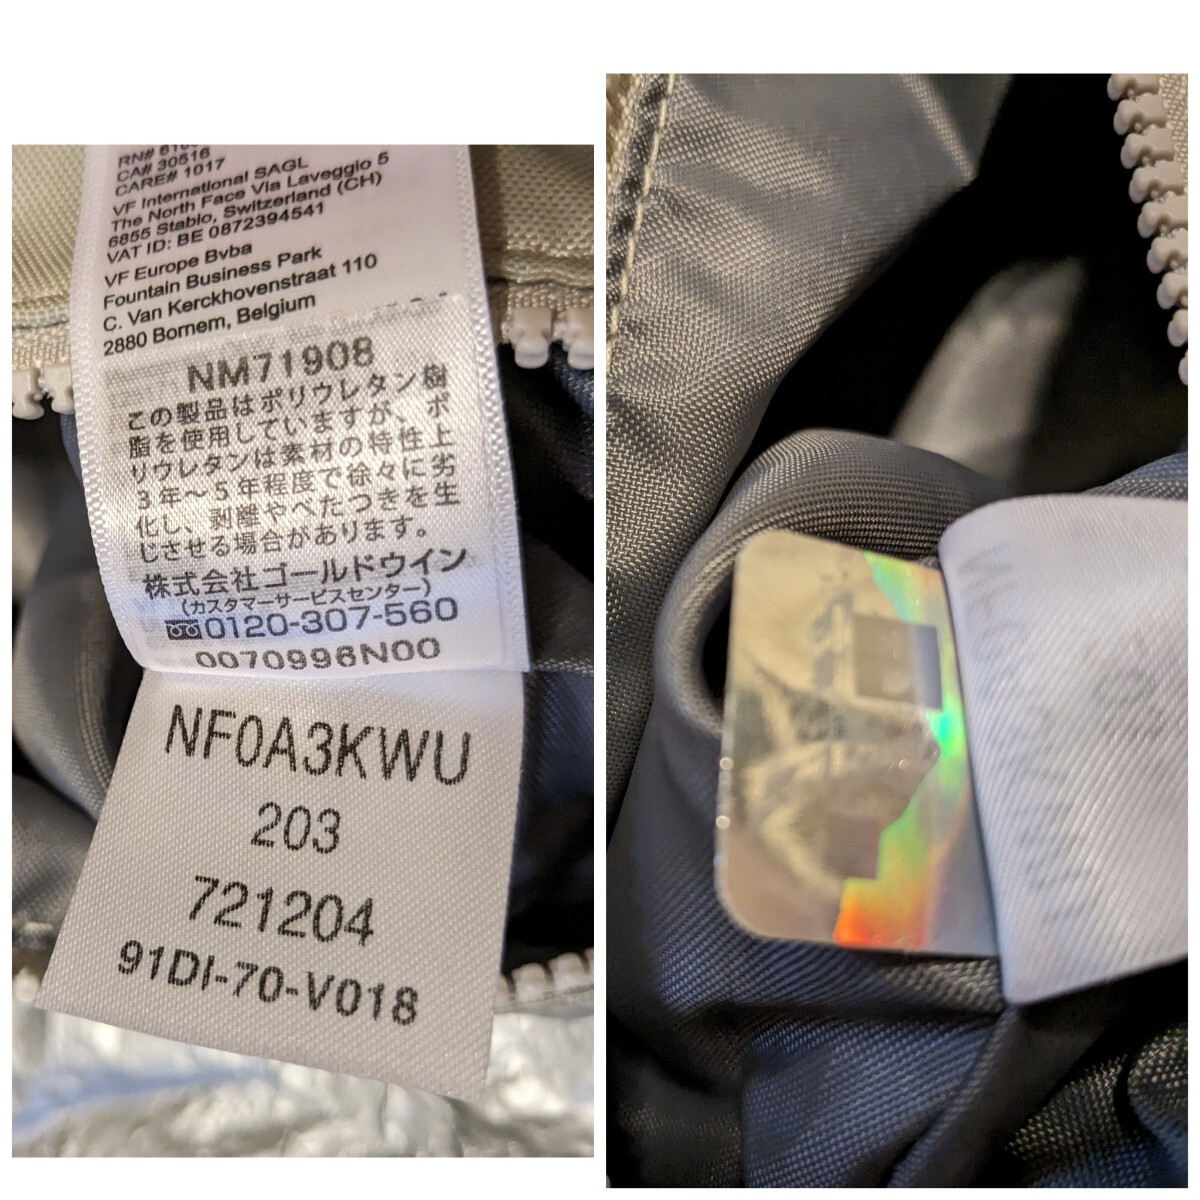 RN#
CA# 30516
CARE# 1017
VF International SAGL
The North Face Via Laveggio 5
6855 Stabio, Switzerland (CH)
VAT ID: BE 0872394541
VF Europe Bvba
Fountain Business Park
C. Van Kerckhovenstraat 110
2880 Bornem, Belgium
NM71908
この製品はポリウレタン樹
脂を使用していますが、ポ
リウレタンは素材の特性上
3年～5年程度で徐々に劣
化し、剥離やべたつきを生
じさせる場合があります。
株式会社ゴールドウイン
(カスタマーサービスセンター)
0120-307-560
0070996N00
NF0A3KWU
203
721204
91DI-70-V018